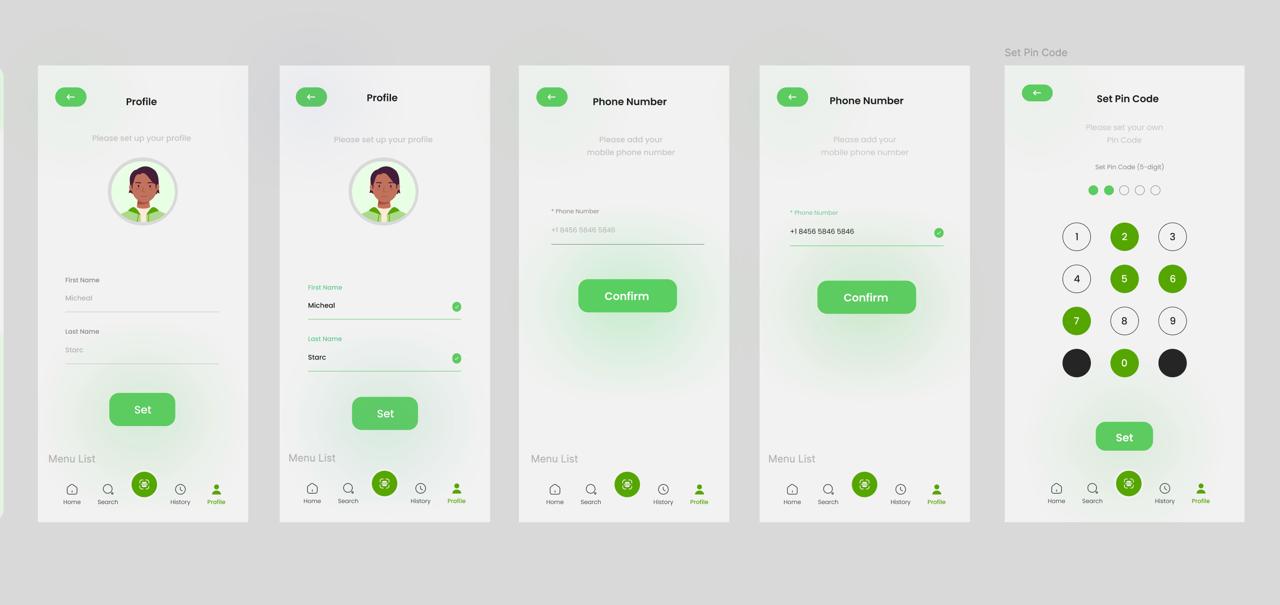 Profile
Please set up your profile
First Name
Micheal
Last Name
Starc
Set
Menu List
Home
Search
History
Profile
Profile
Please set up your profile
First Name
Micheal
Last Name
Starc
Set
Menu List
Home
Search
History
Profile
Phone Number
Please add your
mobile phone number
* Phone Number
+1 8456 5846 5846
Confirm
Menu List
Home
Search
History
Profile
Phone Number
Please add your
mobile phone number
* Phone Number
+1 8456 5846 5846
Confirm
Menu List
Home
Search
History
Profile
Set Pin Code
Set Pin Code
Please set your own
Pin Code
Set Pin Code (5-digit)
1 2 3
4 5 6
7 8 9
0
Set
Home
Search
History
Profile